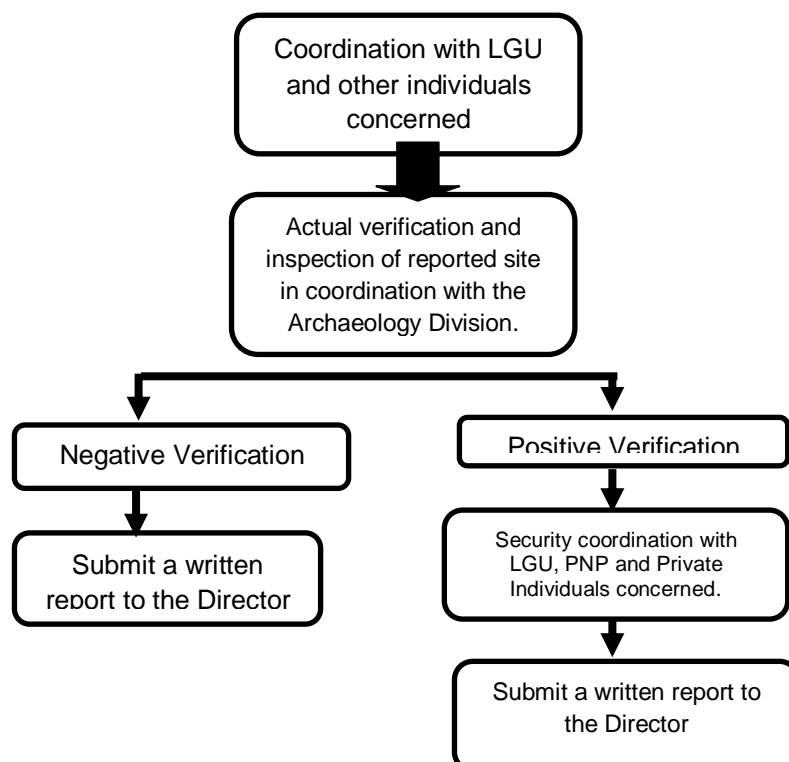 Coordination with LGU
and other individuals
concerned
Actual verification and
inspection of reported site
in coordination with the
Archaeology Division.
Negative Verification
Positive Verification
Submit a written
report to the Director
Security coordination with
LGU, PNP and Private
Individuals concerned.
Submit a written report to
the Director